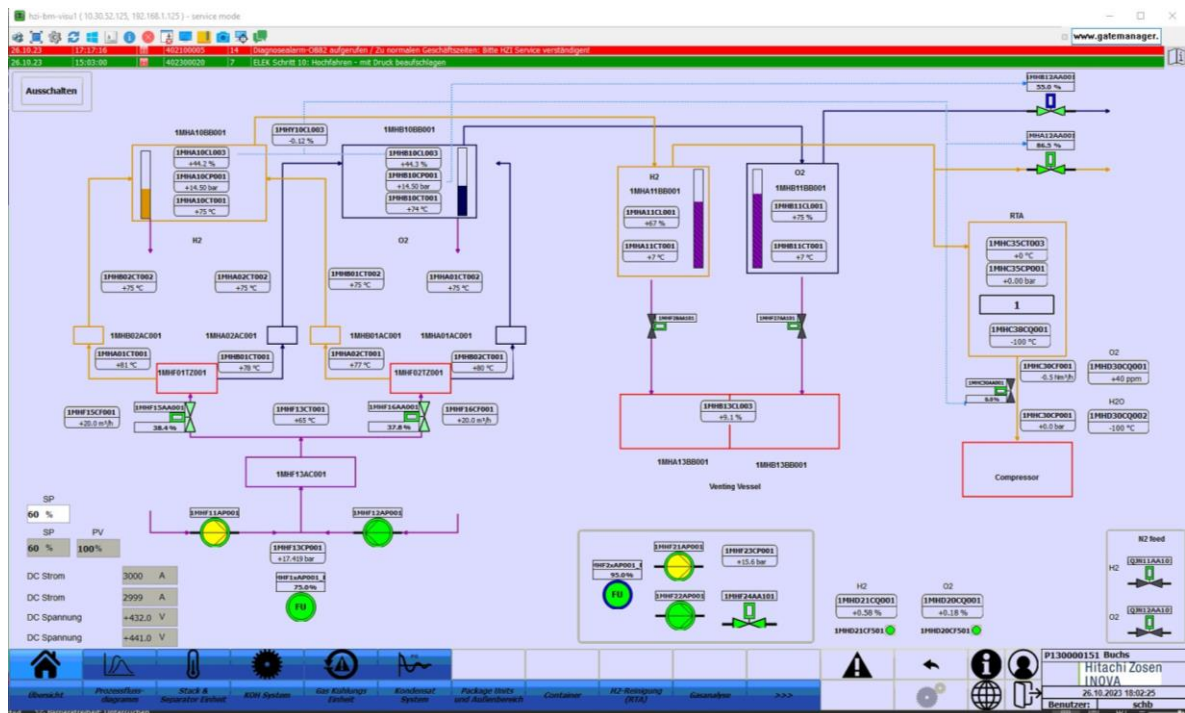 hzi-bm-visu1 ( 10.30.52.125, 192.168.1.125 ) - service mode
www.gatemanager.
26.10.23 17:17:16 402100005 14 Diagnosealarm-OB82 aufgerufen / Zu normalen Geschäftszeiten: Bitte HZI Service verständigen!
26.10.23 15:03:00 402300020 7 ELEK Schritt 10: Hochfahren - mit Druck beaufschlagen
Ausschalten
1MHB12AA001
55.0 %
MHA12AA001
86.5 %
1MHA10BB001
1MHY10CL003
-0.12 %
1MHB10BB001
1MHA10CL003
+44.2 %
1MHA10CP001
+14.50 bar
1MHA10CT001
+75 °C
1MHB10CL003
+44.3 %
1MHB10CP001
+14.50 bar
1MHB10CT001
+74 °C
H2
O2
H2
1MHA11BB001
1MHA11CL001
+67 %
1MHA11CT001
+7 °C
O2
1MHB11BB001
1MHB11CL001
+75 %
1MHB11CT001
+7 °C
RTA
1MHC35CT003
+0 °C
1MHC35CP001
+0.00 bar
1
1MHC30CQ001
-100 °C
1MHB02CT002
+75 °C
1MHA02CT002
+75 °C
1MHB01CT002
+75 °C
1MHA01CT002
+75 °C
1MHB02AC001
1MHA02AC001
1MHB01AC001
1MHA01AC001
1MHA01CT001
+81 °C
1MHF01TZ001
1MHB01CT001
+78 °C
1MHA02CT001
+77 °C
1MHF02TZ001
1MHB02CT001
+80 °C
1MHF28AA101
1MHF27AA101
1MHC30CF001
-0.5 Nm³/h
O2
1MHD30CQ001
+40 ppm
1MHC30AA001
0.0%
1MHC30CP001
+0.0 bar
H2O
1MHD30CQ002
-100 °C
1MHF15CF001
+20.0 m³/h
1MHF15AA001
38.4 %
1MHF13CT001
+65 °C
1MHF16AA001
37.8 %
1MHF16CF001
+20.0 m³/h
1MHB13CL003
+9.1 %
1MHA13BB001
1MHB13BB001
Venting Vessel
Compressor
1MHF13AC001
SP
60 %
SP PV
60 % 100%
1MHF11AP001
1MHF12AP001
1MHF13CP001
+17.419 bar
75.0%
FU
DC Strom 3000 A
DC Strom 2999 A
DC Spannung +432.0 V
DC Spannung +441.0 V
95.0%
FU
1MHF21AP001
1MHF23CP001
+15.6 bar
1MHF22AP001
1MHF24AA101
H2
1MHD21CQ001
+0.58 %
1MHD21CF501
O2
1MHD20CQ001
+0.18 %
1MHD20CF501
N2 feed
H2
QJN11AA10
O2
QJN12AA10
Übersicht
Prozessfluss-
diagramm
Stack &
Separator Einheit
KOH System
Gas Kühlungs
Einheit
Kondensat
System
Package Units
und Außenbereich
Container
H2-Reinigung
(RTA)
Gasanalyse
>>>
P130000151 Buchs
Hitachi Zosen
INOVA
26.10.2023 18:02:25
Benutzer: schb